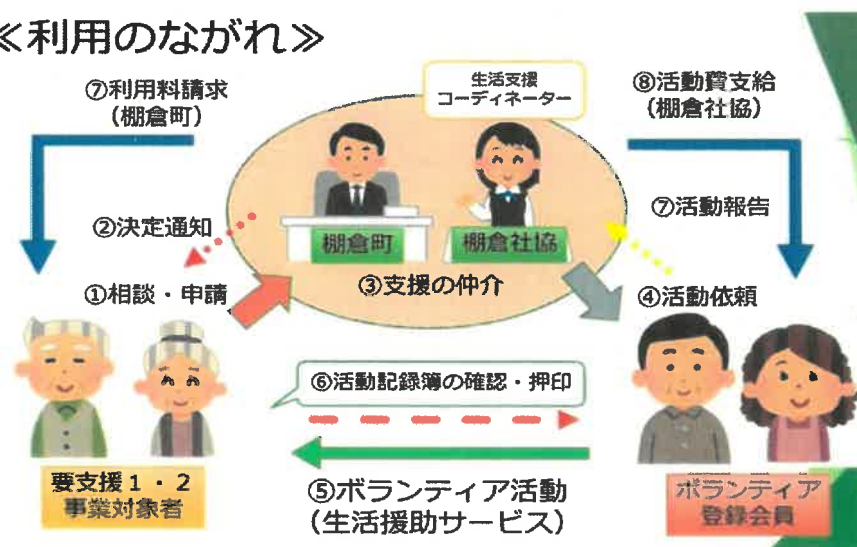 ≪利用のながれ≫
⑦利用料請求
（棚倉町）
生活支援
コーディネーター
⑧活動費支給
（棚倉社協）
②決定通知
⑦活動報告
棚倉町
棚倉社協
①相談・申請
③支援の仲介
④活動依頼
⑥活動記録簿の確認・押印
要支援１・２
事業対象者
⑤ボランティア活動
（生活援助サービス）
ボランティア
登録会員